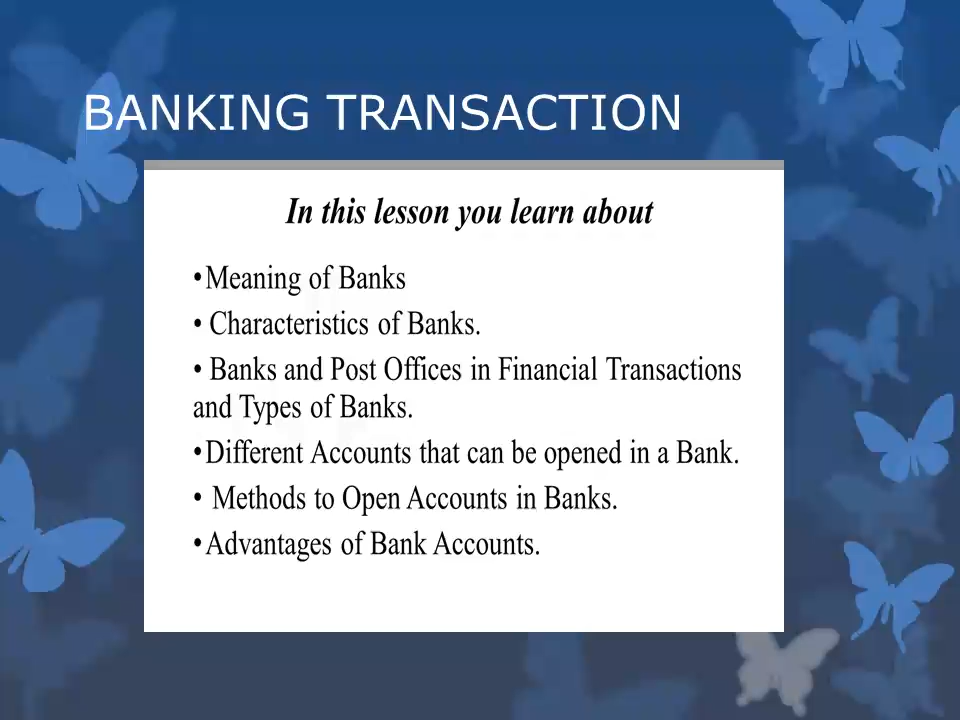 BANKING TRANSACTION
In this lesson you learn about
•Meaning of Banks
• Characteristics of Banks.
• Banks and Post Offices in Financial Transactions
and Types of Banks.
•Different Accounts that can be opened in a Bank.
• Methods to Open Accounts in Banks.
•Advantages of Bank Accounts.